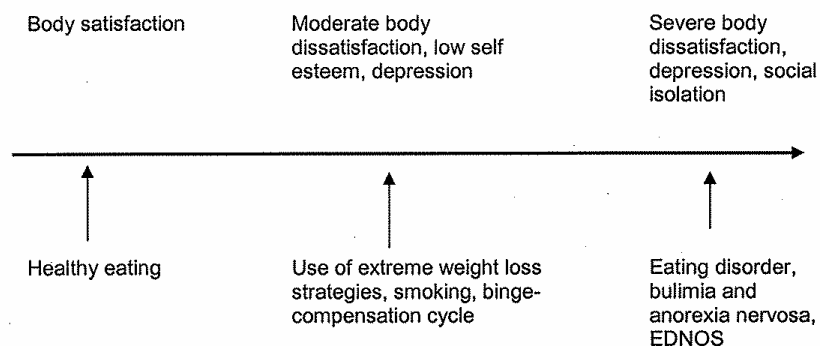 Body satisfaction
Moderate body
dissatisfaction, low self
esteem, depression
Severe body
dissatisfaction,
depression, social
isolation
Healthy eating
Use of extreme weight loss
strategies, smoking, binge-
compensation cycle
Eating disorder,
bulimia and
anorexia nervosa,
EDNOS